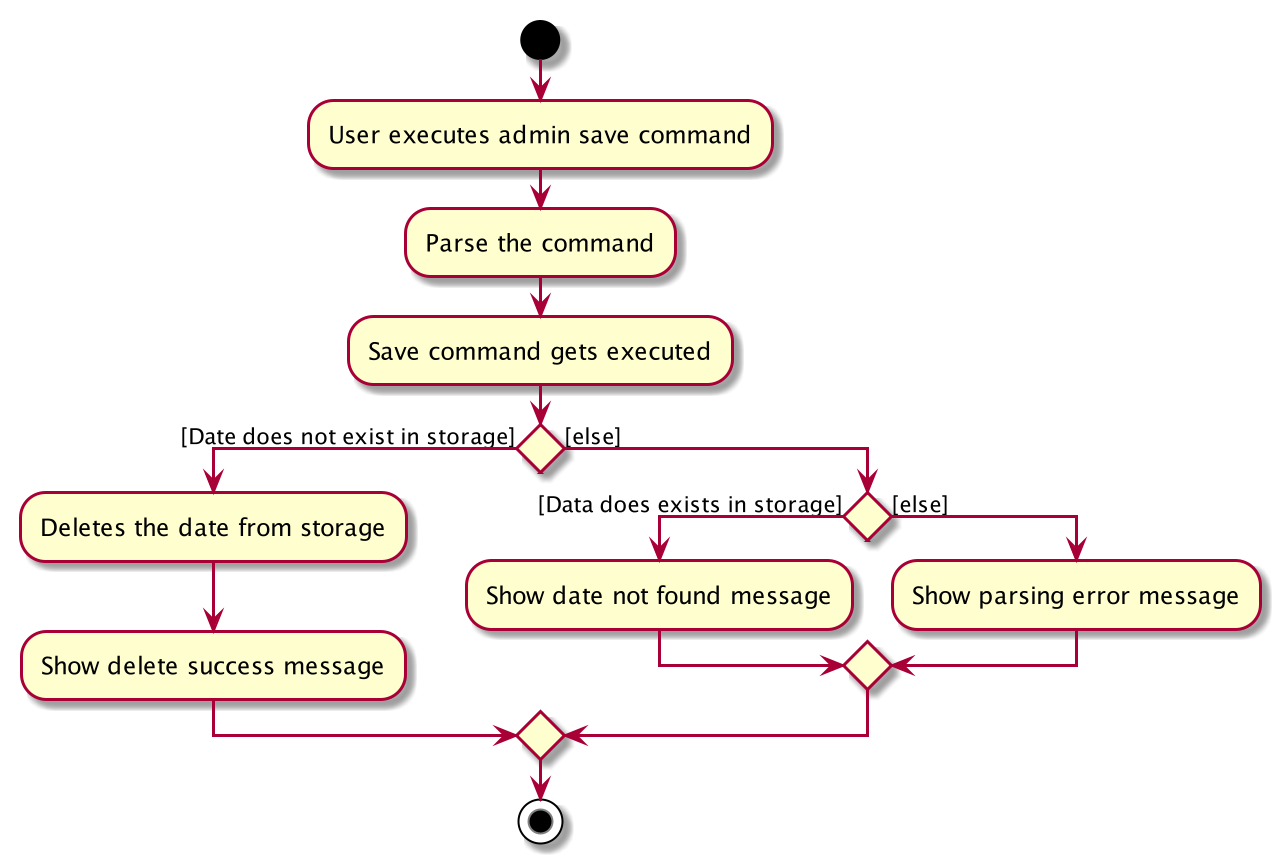 User executes admin save command
Parse the command
Save command gets executed
[Date does not exist in storage]
[else]
Deletes the date from storage
Show delete success message
[Data does exists in storage]
[else]
Show date not found message
Show parsing error message